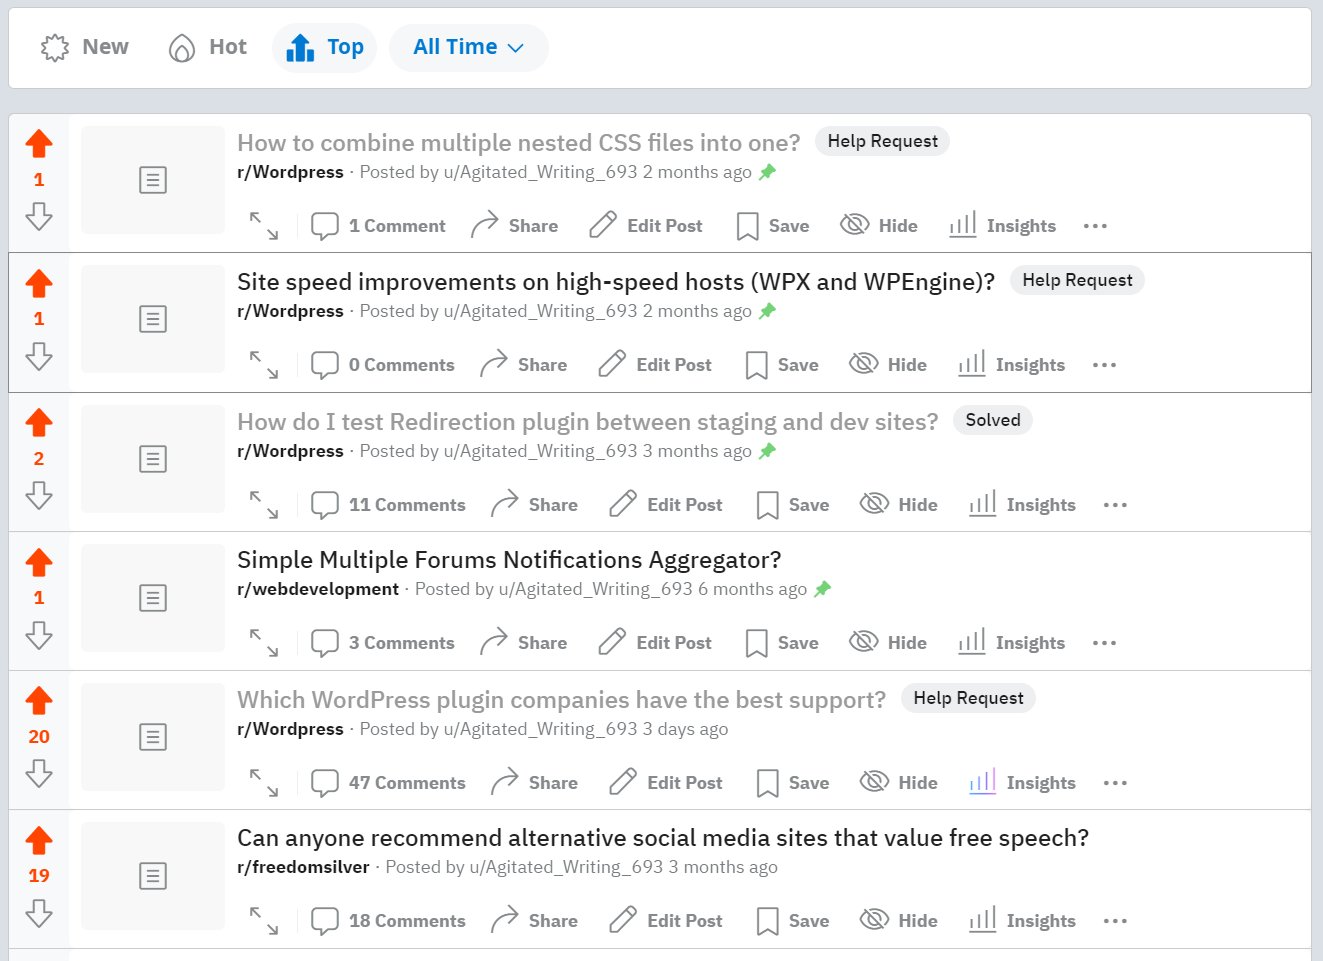 New Hot Top All Time
How to combine multiple nested CSS files into one? Help Request
1
r/Wordpress · Posted by u/Agitated_Writing_693 2 months ago
1 Comment Share Edit Post Save Hide Insights ...
Site speed improvements on high-speed hosts (WPX and WPEngine)? Help Request
1
r/Wordpress · Posted by u/Agitated_Writing_693 2 months ago
0 Comments Share Edit Post Save Hide Insights ...
How do I test Redirection plugin between staging and dev sites? Solved
2
r/Wordpress · Posted by u/Agitated_Writing_693 3 months ago
11 Comments Share Edit Post Save Hide Insights ...
Simple Multiple Forums Notifications Aggregator?
1
r/webdevelopment · Posted by u/Agitated_Writing_693 6 months ago
3 Comments Share Edit Post Save Hide Insights ...
Which WordPress plugin companies have the best support? Help Request
20
r/Wordpress · Posted by u/Agitated_Writing_693 3 days ago
47 Comments Share Edit Post Save Hide Insights ...
Can anyone recommend alternative social media sites that value free speech?
19
r/freedomsilver · Posted by u/Agitated_Writing_693 3 months ago
18 Comments Share Edit Post Save Hide Insights ...